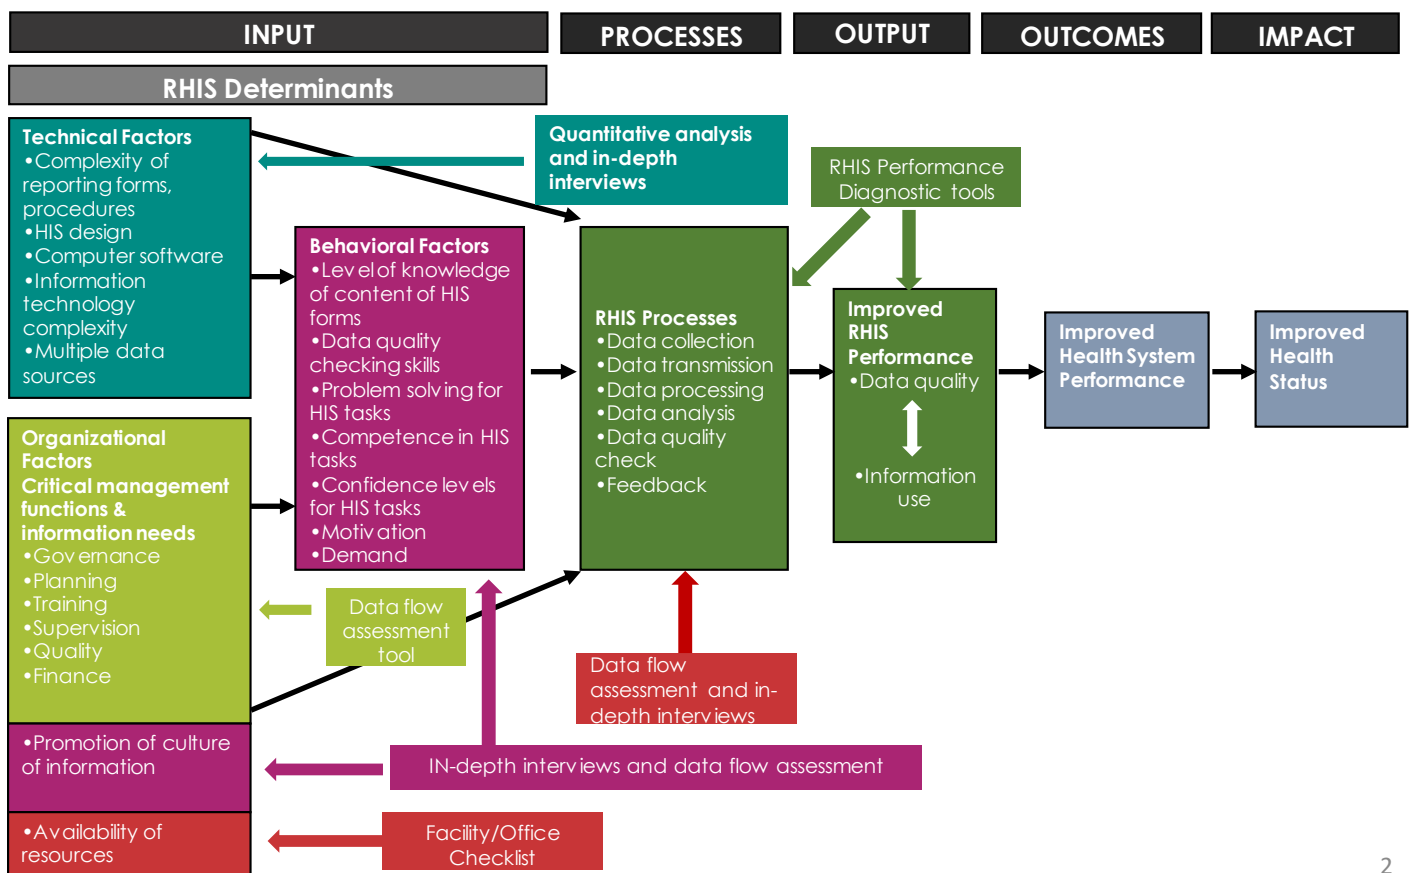 INPUT
PROCESSES
OUTPUT
OUTCOMES
IMPACT
RHIS Determinants
Technical Factors
•Complexity of
reporting forms,
procedures
•HIS design
•Computer software
•Information
technology
complexity
•Multiple data
sources
Quantitative analysis
and in-depth
interviews
RHIS Performance
Diagnostic tools
Behavioral Factors
•Level of knowledge
of content of HIS
forms
•Data quality
checking skills
•Problem solving for
HIS tasks
•Competence in HIS
tasks
•Confidence levels
for HIS tasks
•Motivation
•Demand
RHIS Processes
•Data collection
•Data transmission
•Data processing
•Data analysis
•Data quality
check
•Feedback
Improved
RHIS
Performance
•Data quality
•Information
use
Improved
Health System
Performance
Improved
Health
Status
Organizational
Factors
Critical management
functions &
information needs
•Governance
•Planning
•Training
•Supervision
•Quality
•Finance
Data flow
assessment
tool
Data flow
assessment and in-
depth interviews
•Promotion of culture
of information
IN-depth interviews and data flow assessment
•Availability of
resources
Facility/Office
Checklist
2